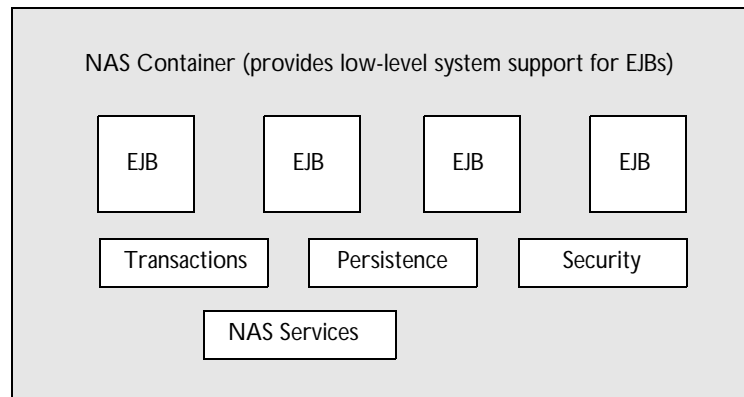 NAS Container (provides low-level system support for EJBs)
EJB EJB EJB EJB
Transactions Persistence Security
NAS Services